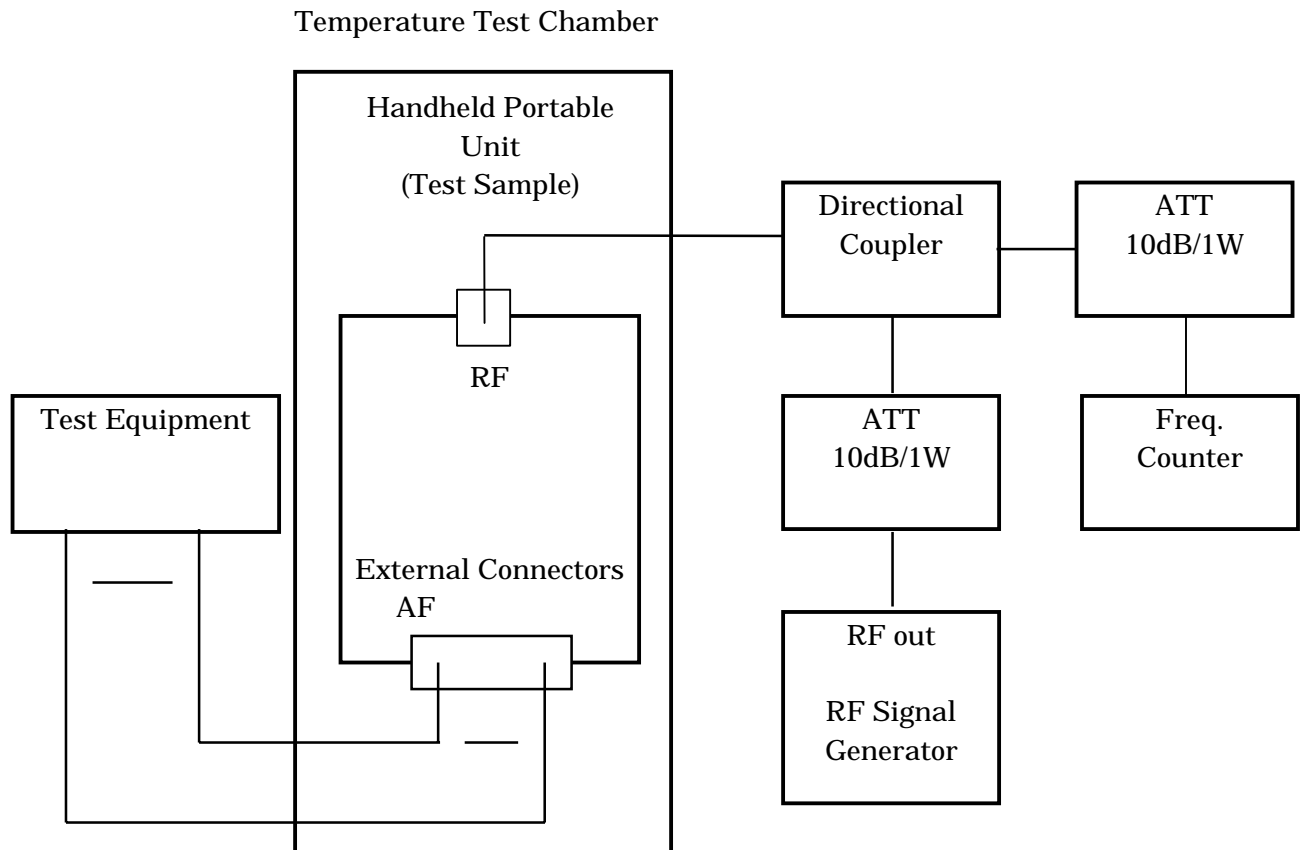 Temperature Test Chamber
Handheld Portable
Unit
(Test Sample)
Directional
Coupler
ATT
10dB/1W
RF
Test Equipment
ATT
10dB/1W
Freq.
Counter
External Connectors
AF
RF out
RF Signal
Generator